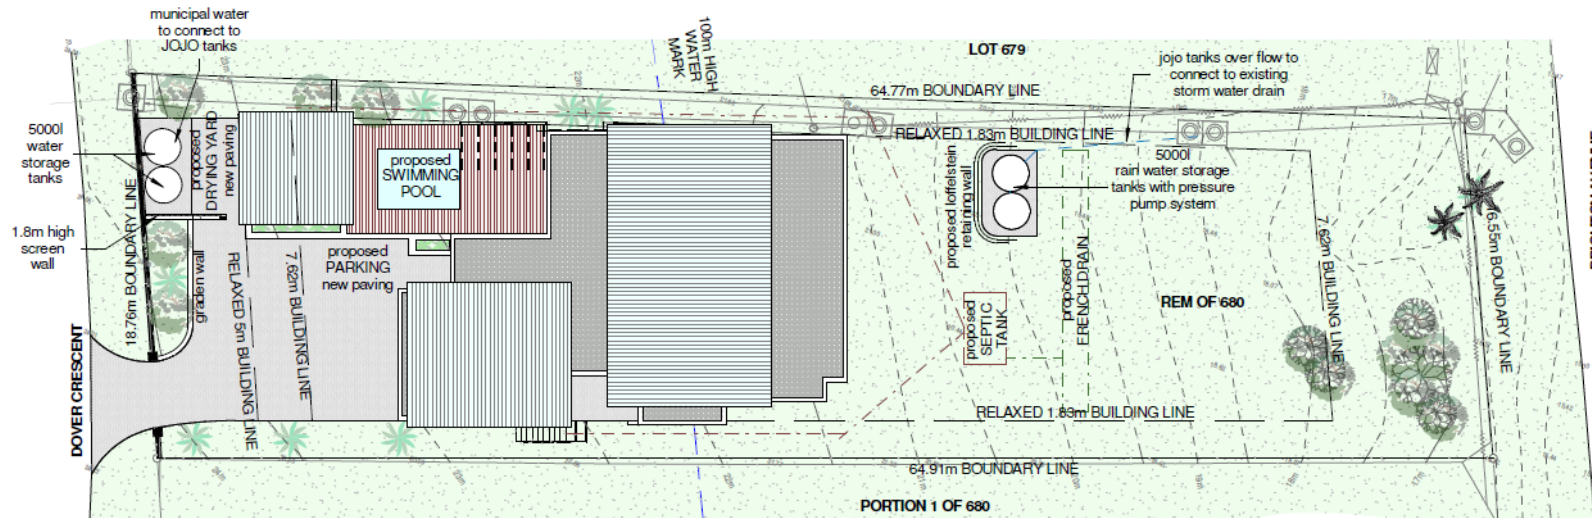 municipal water
to connect to
JOJO tanks
5000l
water
storage
tanks
1.8m high
screen
wall
proposed
DRYING YARD
new paving
proposed
SWIMMING
POOL
100m HIGH
WATER
MARK
LOT 679
64.77m BOUNDARY LINE
jojo tanks over flow to
connect to existing
storm water drain
RELAXED 1.83m BUILDING LINE
5000l
rain water storage
tanks with pressure
pump system
proposed loffelstein
retaining wall
18.76m BOUNDARY LINE
garden wall
RELAXED 5m BUILDING LINE
7.62m BUILDING LINE
proposed
PARKING
new paving
proposed
SEPTIC
TANK
proposed
FRENCH DRAIN
REM OF 680
7.62m BUILDING LINE
16.55m BOUNDARY LINE
DOVER CRESCENT
RELAXED 1.83m BUILDING LINE
64.91m BOUNDARY LINE
PORTION 1 OF 680